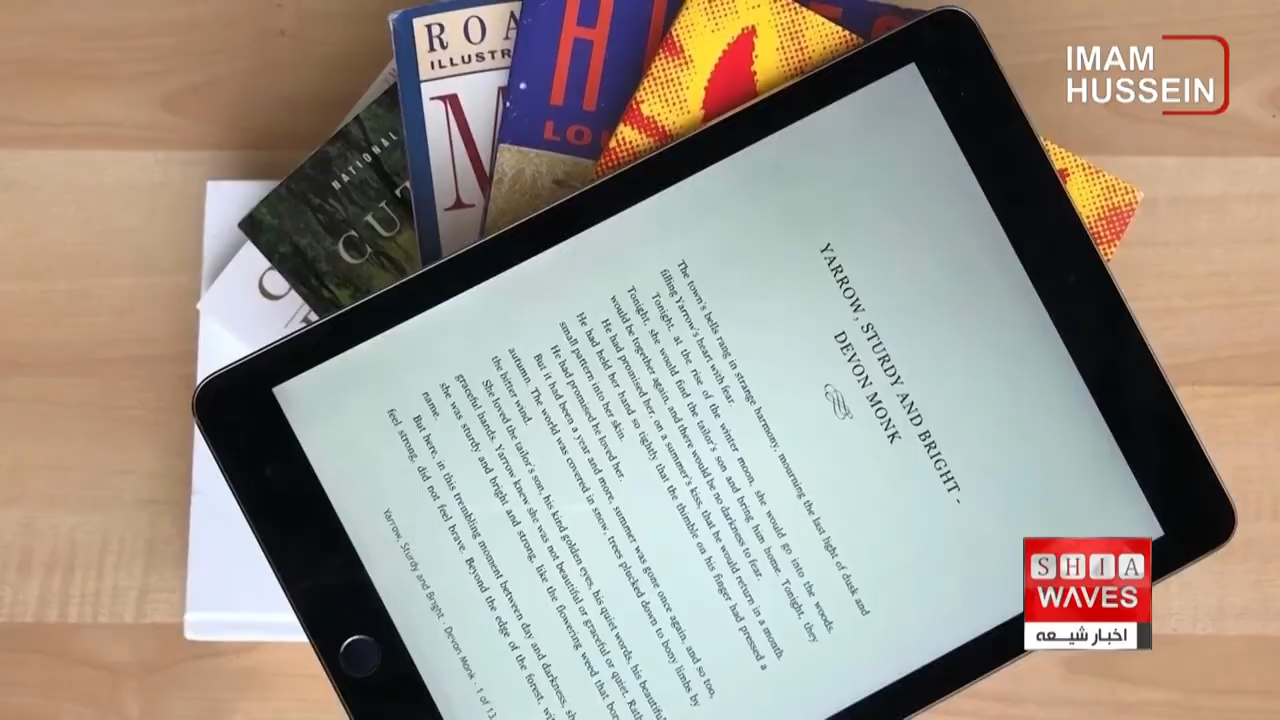 IMAM
HUSSEIN
ROA
ILLUSTR
M
HI
LOU
NATIONAL
CUT
YARROW, STURDY AND BRIGHT -
DEVON MONK
The town's bells rang in strange harmony, mourning the last light of dusk and
filling Yarrow's heart with fear.
Tonight, at the rise of the winter moon, she would go into the woods.
Tonight, she would find the tailor's son and bring him home. Tonight, they
would be together again, and there would be no darkness to fear.
He had promised her, on a summer's kiss, that he would return in a month.
He had held her hand so tightly that the thimble on his finger had pressed a
small pattern into her skin.
He had promised he loved her.
But it had been a year and more, summer was gone once again, and so too,
autumn. The world was covered in snow, trees plucked down to bony limbs by
the bitter wind.
She loved the tailor's son, his kind golden eyes, his quiet words, his beautiful
graceful hands. Yarrow knew she was not beautiful or graceful or quiet. Rath
she was sturdy and bright and strong, like the flowering weed that bor
name.
But here, in this trembling moment between day and darkness, sh
feel strong, did not feel brave. Beyond the edge of the forest, wi
Yarrow, Sturdy and Bright - Devon Monk - 1 of 13
SHIA
WAVES
اخبار شیعه